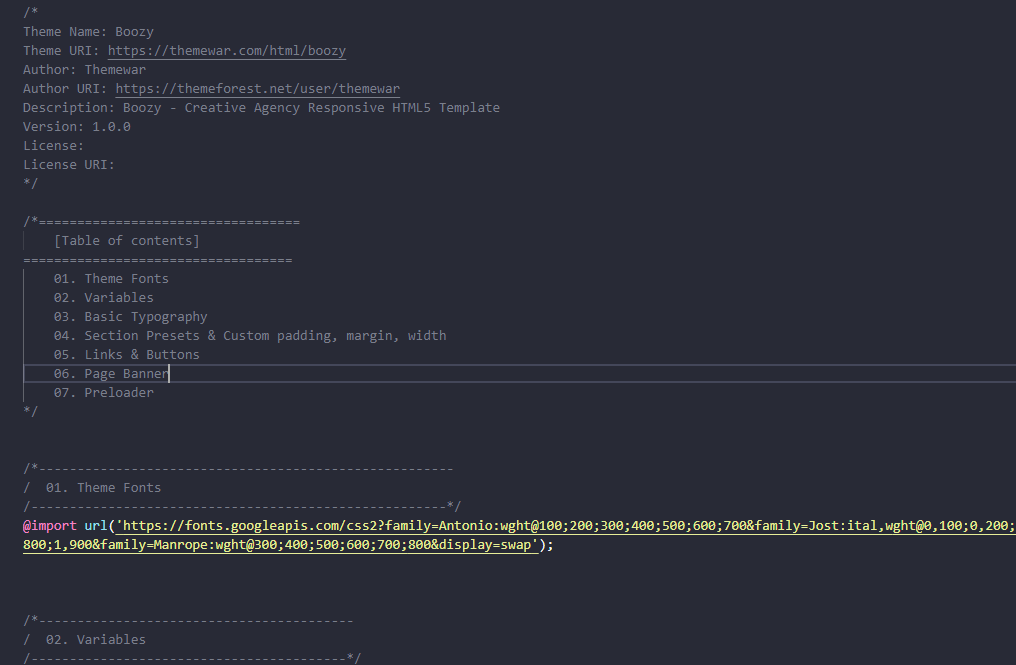 /*
Theme Name: Boozy
Theme URI: https://themewar.com/html/boozy
Author: Themewar
Author URI: https://themeforest.net/user/themewar
Description: Boozy - Creative Agency Responsive HTML5 Template
Version: 1.0.0
License:
License URI:
*/
/*==================================
[Table of contents]
===================================
01. Theme Fonts
02. Variables
03. Basic Typography
04. Section Presets & Custom padding, margin, width
05. Links & Buttons
06. Page Banner
07. Preloader
*/
/*------------------------------------------------------
/  01. Theme Fonts
/------------------------------------------------------*/
@import url('https://fonts.googleapis.com/css2?family=Antonio:wght@100;200;300;400;500;600;700&family=Jost:ital,wght@0,100;0,200;
800;1,900&family=Manrope:wght@300;400;500;600;700;800&display=swap');
/*-----------------------------------------
/  02. Variables
/-----------------------------------------*/